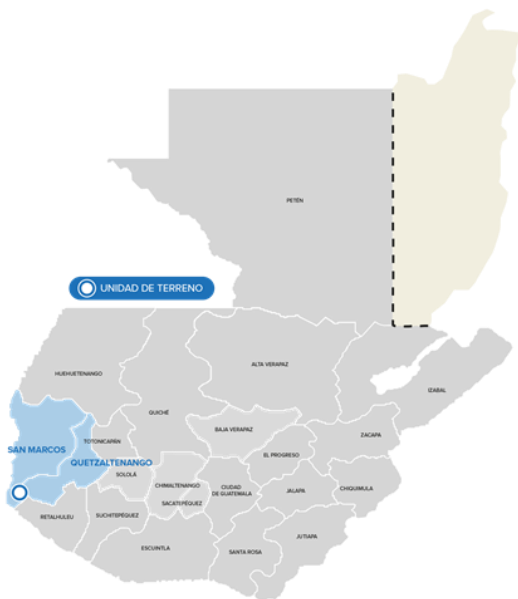 PETÉN
UNIDAD DE TERRENO
ALTA VERAPAZ
HUEHUETENANGO
IZABAL
QUICHÉ
BAJA VERAPAZ
ZACAPA
TOTONICAPÁN
SAN MARCOS
QUETZALTENANGO
EL PROGRESO
SOLOLÁ
CHIMALTENANGO
CIUDAD
DE GUATEMALA
JALAPA
CHIQUIMULA
SACATEPÉQUEZ
RETALHULEU
SUCHITEPÉQUEZ
JUTIAPA
ESCUINTLA
SANTA ROSA